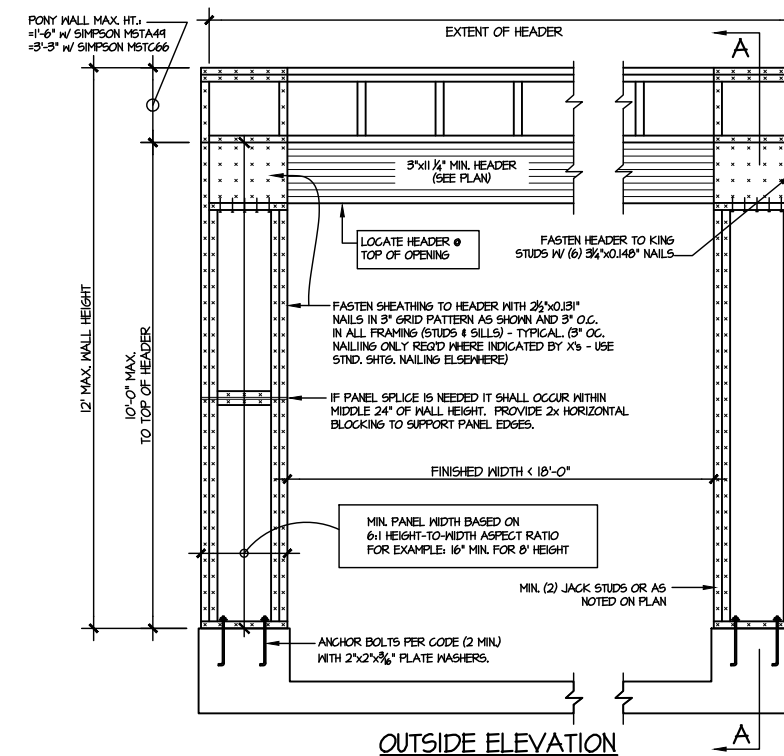 PONY WALL MAX. HT.:
=1'-6" W/ SIMPSON MSTA49
=3'-3" W/ SIMPSON MSTC66
EXTENT OF HEADER
A
3"x11 1/4" MIN. HEADER
(SEE PLAN)
LOCATE HEADER @
TOP OF OPENING
FASTEN HEADER TO KING
STUDS W/ (6) 3 1/4"x0.148" NAILS
12' MAX. WALL HEIGHT
10'-0" MAX.
TO TOP OF HEADER
FASTEN SHEATHING TO HEADER WITH 2 1/2"x0.131"
NAILS IN 3" GRID PATTERN AS SHOWN AND 3" O.C.
IN ALL FRAMING (STUDS & SILLS) - TYPICAL. (3" OC.
NAILING ONLY REQ'D WHERE INDICATED BY X's - USE
STND. SHTG. NAILING ELSEWHERE)
IF PANEL SPLICE IS NEEDED IT SHALL OCCUR WITHIN
MIDDLE 24" OF WALL HEIGHT. PROVIDE 2x HORIZONTAL
BLOCKING TO SUPPORT PANEL EDGES.
FINISHED WIDTH < 18'-0"
MIN. PANEL WIDTH BASED ON
6:1 HEIGHT-TO-WIDTH ASPECT RATIO
FOR EXAMPLE: 16" MIN. FOR 8' HEIGHT
MIN. (2) JACK STUDS OR AS
NOTED ON PLAN
ANCHOR BOLTS PER CODE (2 MIN.)
WITH 2"x2"x3/16" PLATE WASHERS.
A
OUTSIDE ELEVATION